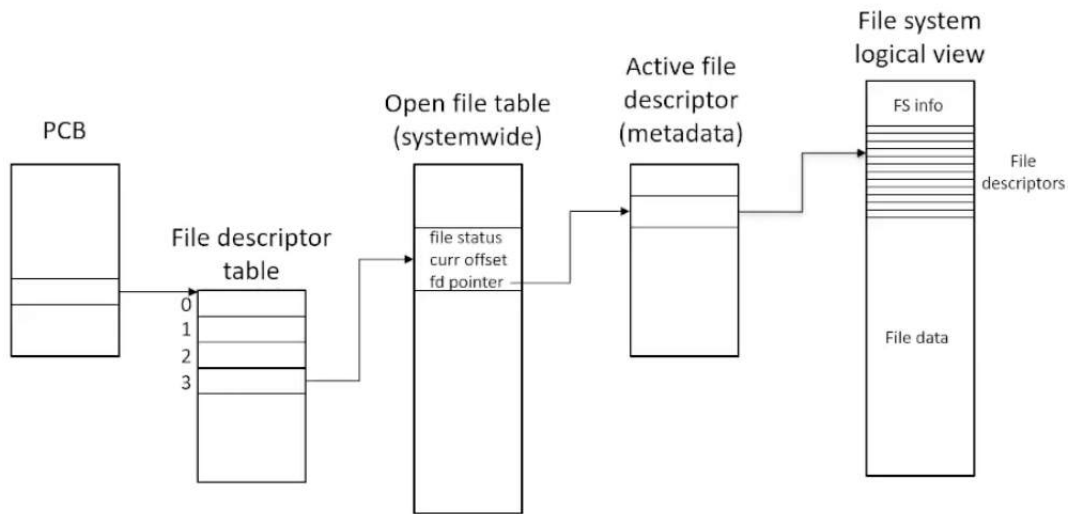 PCB
File descriptor
table
0
1
2
3
Open file table
(systemwide)
file status
curr offset
fd pointer
Active file
descriptor
(metadata)
File system
logical view
FS info
File
descriptors
File data